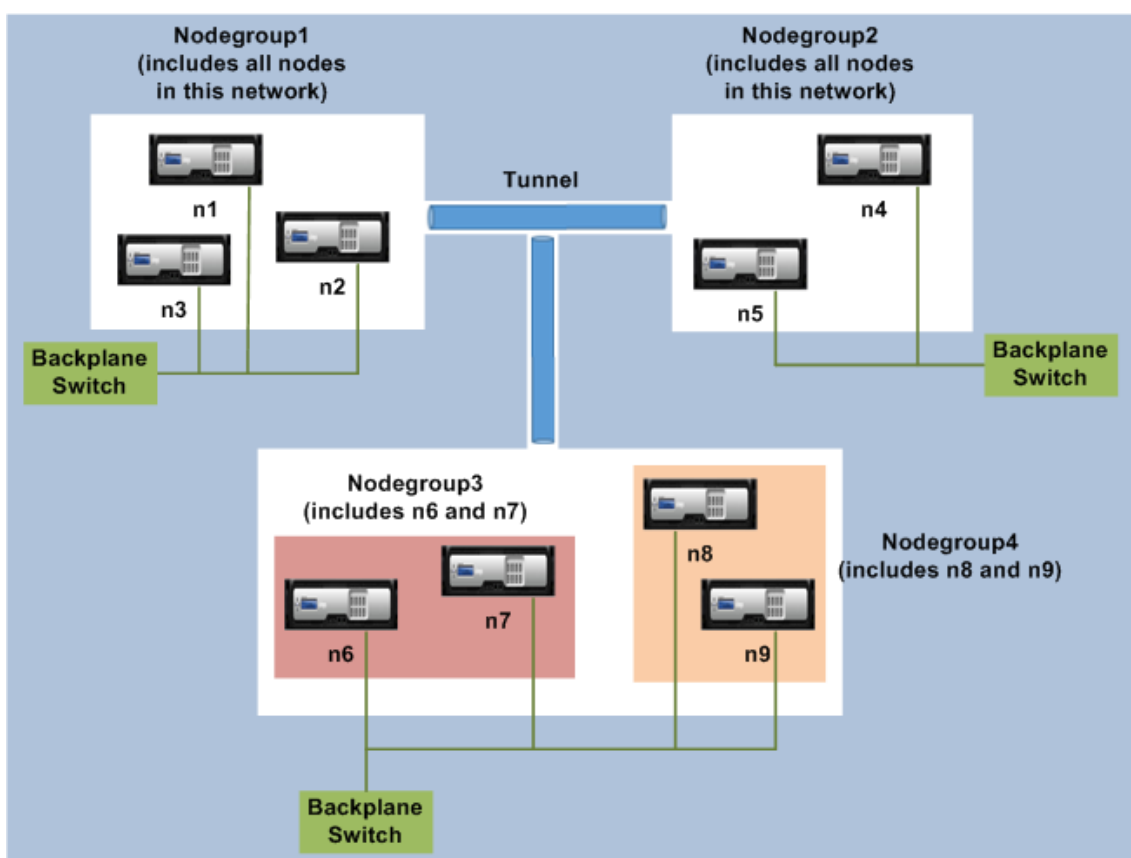 Nodegroup1
(includes all nodes
in this network)
Nodegroup2
(includes all nodes
in this network)
Tunnel
n1
n2
n3
n4
n5
Backplane
Switch
Backplane
Switch
Nodegroup3
(includes n6 and n7)
n8
Nodegroup4
(includes n8 and n9)
n7
n6
n9
Backplane
Switch